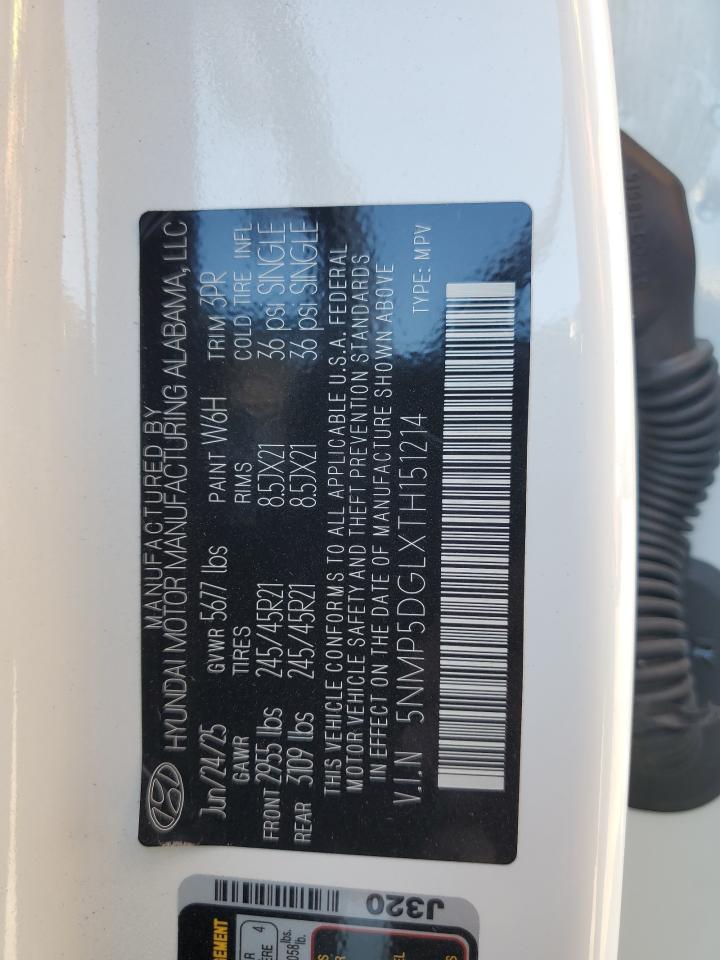 MANUFACTURED BY
HYUNDAI MOTOR MANUFACTURING ALABAMA, LLC
Jun/24/25 GVWR 5677 lbs PAINT W6H TRIM 3PR
GAWR TIRES RIMS COLD TIRE INFL
FRONT 2955 lbs 245/45R21 8.5JX21 36 psi SINGLE
REAR 3109 lbs 245/45R21 8.5JX21 36 psi SINGLE
THIS VEHICLE CONFORMS TO ALL APPLICABLE U.S.A. FEDERAL
MOTOR VEHICLE SAFETY AND THEFT PREVENTION STANDARDS
IN EFFECT ON THE DATE OF MANUFACTURE SHOWN ABOVE
V.I.N 5NMP5DGLXTH151214 TYPE: MPV
J320
4
lbs.
lb.